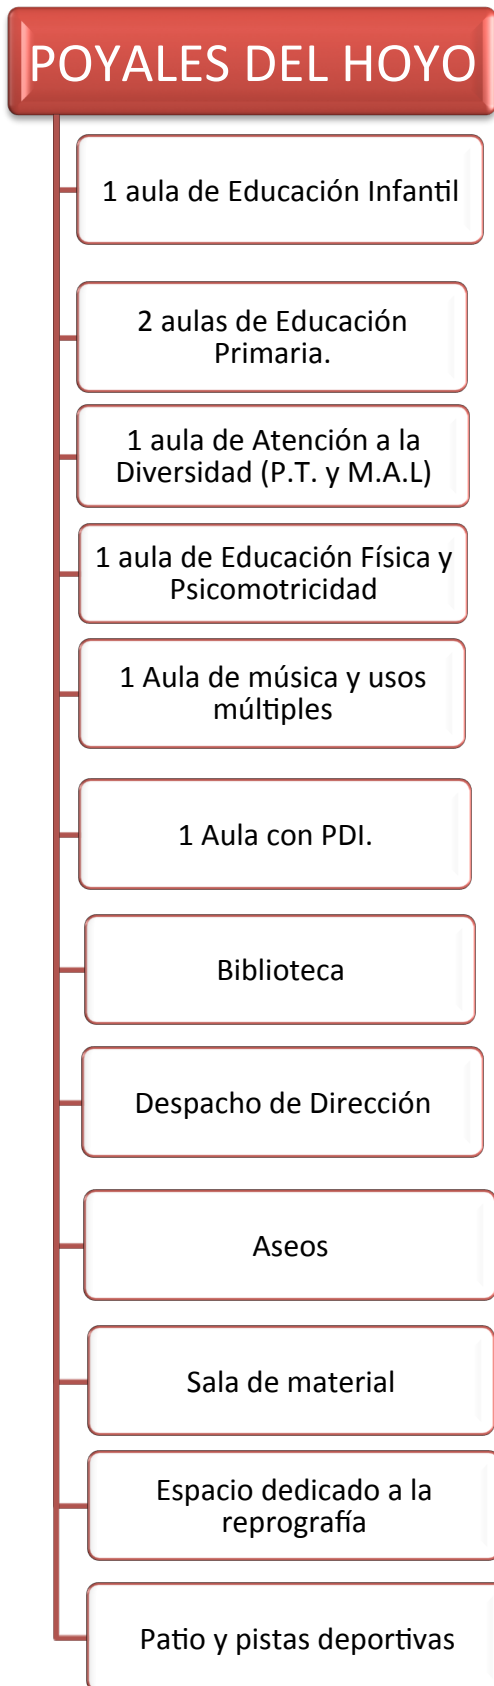 POYALES DEL HOYO
1 aula de Educación Infantil
2 aulas de Educación
Primaria.
1 aula de Atención a la
Diversidad (P.T. y M.A.L)
1 aula de Educación Física y
Psicomotricidad
1 Aula de música y usos
múltiples
1 Aula con PDI.
Biblioteca
Despacho de Dirección
Aseos
Sala de material
Espacio dedicado a la
reprografía
Patio y pistas deportivas